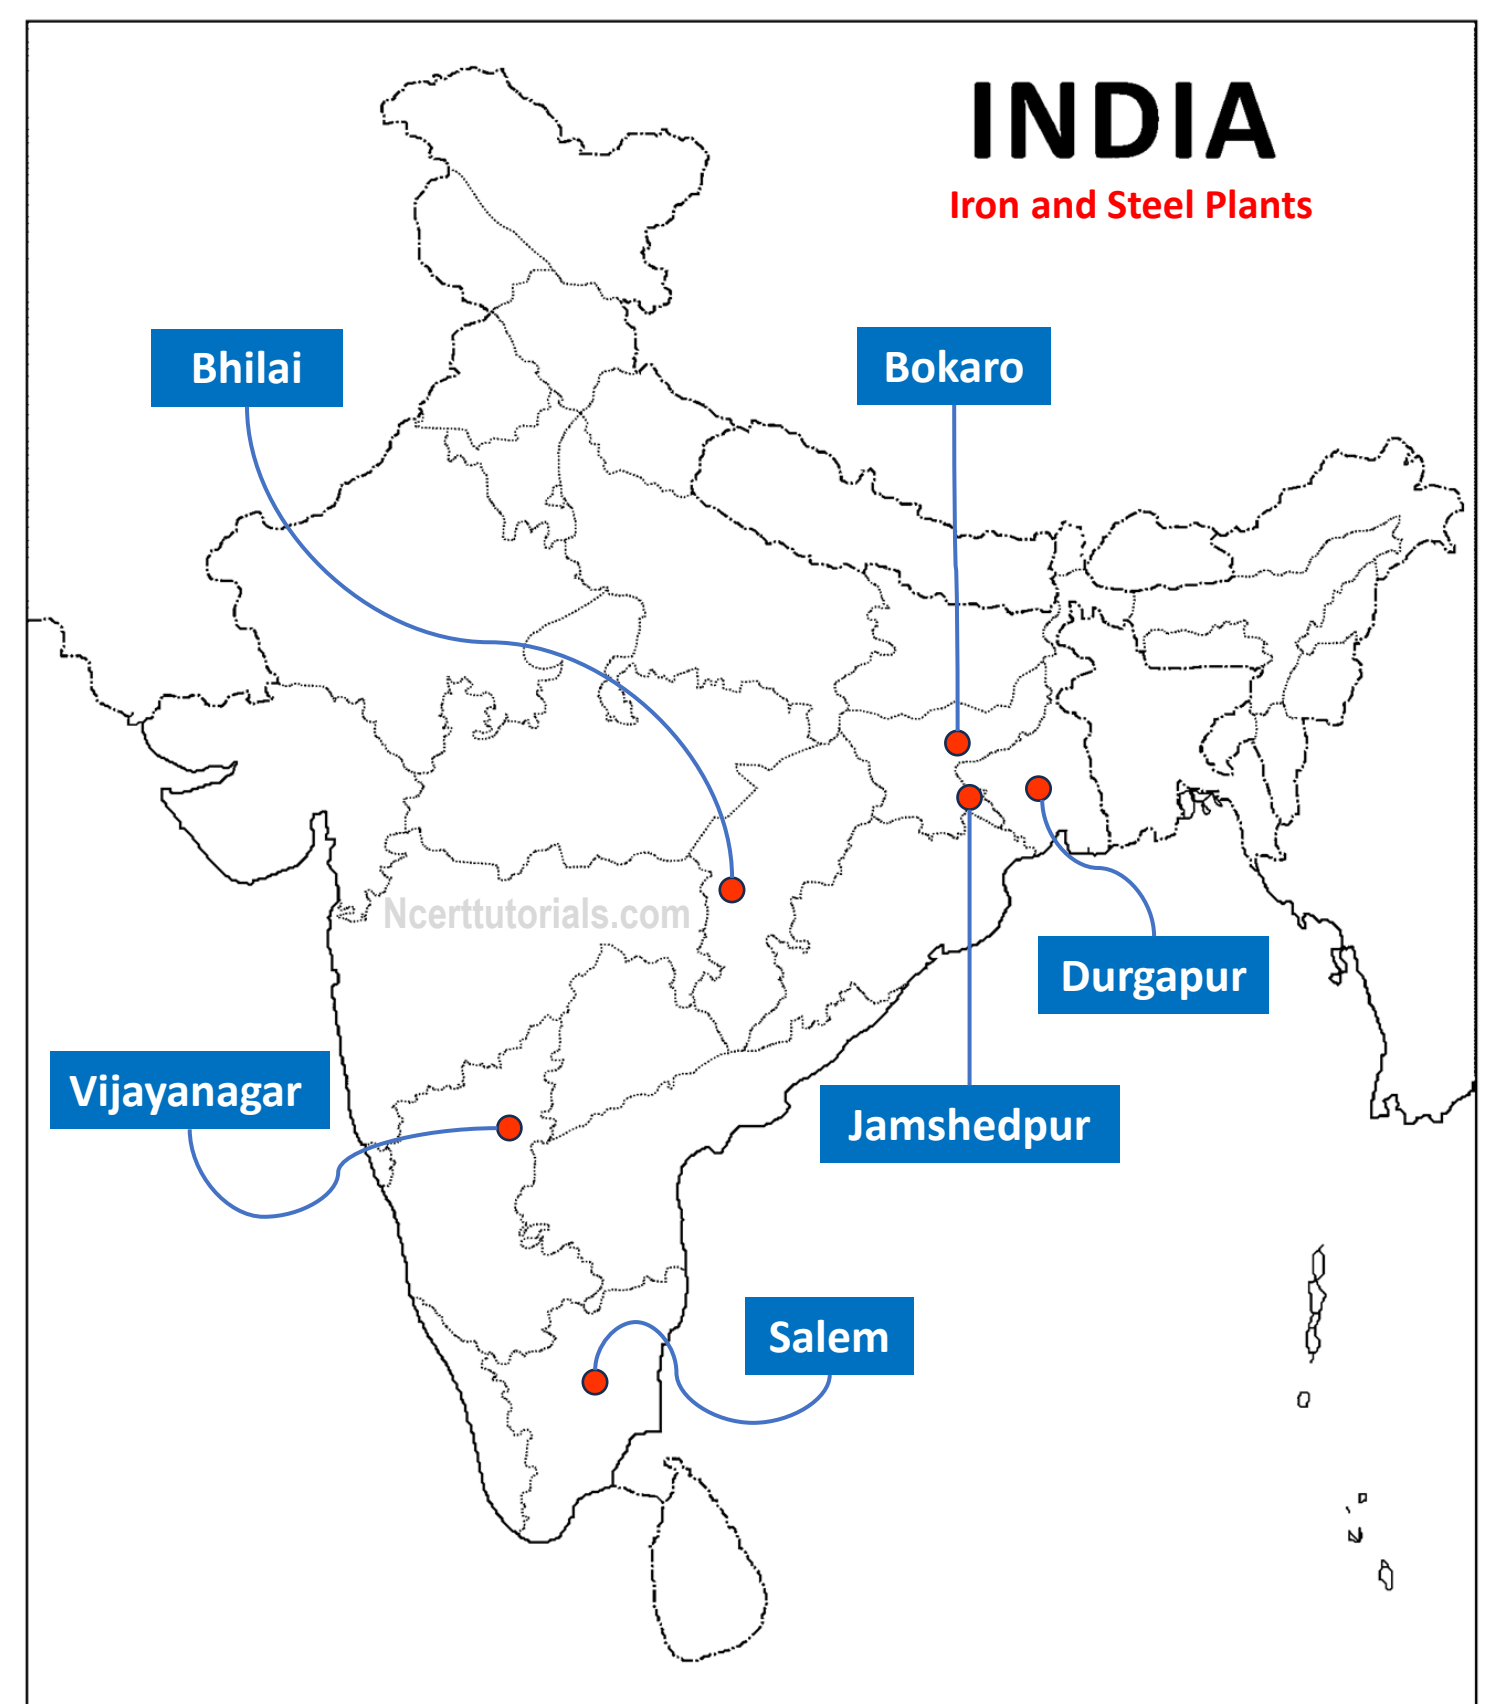 INDIA
Iron and Steel Plants
Bhilai
Bokaro
Ncerttutorials.com
Durgapur
Vijayanagar
Jamshedpur
Salem